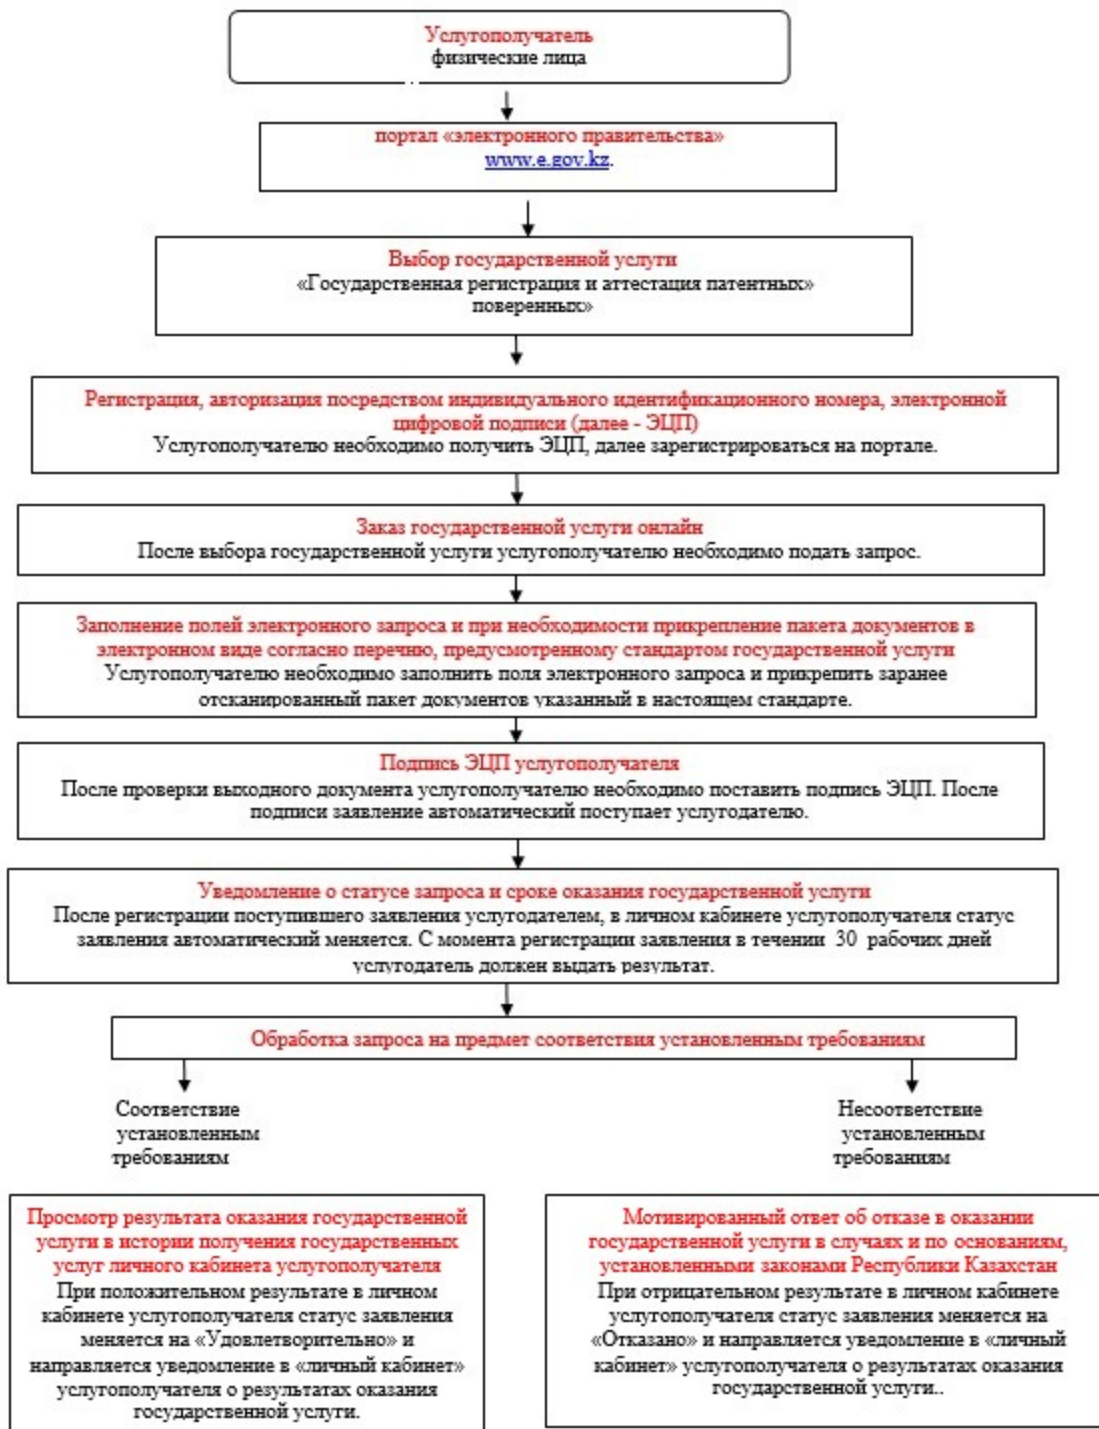 Услугополучатель
физические лица
портал «электронного правительства»
www.e.gov.kz.
Выбор государственной услуги
«Государственная регистрация и аттестация патентных»
поверенных»
Регистрация, авторизация посредством индивидуального идентификационного номера, электронной
цифровой подписи (далее - ЭЦП)
Услугополучателю необходимо получить ЭЦП, далее зарегистрироваться на портале.
Заказ государственной услуги онлайн
После выбора государственной услуги услугополучателю необходимо подать запрос.
Заполнение полей электронного запроса и при необходимости прикрепление пакета документов в
электронном виде согласно перечню, предусмотренному стандартом государственной услуги
Услугополучателю необходимо заполнить поля электронного запроса и прикрепить заранее
отсканированный пакет документов указанный в настоящем стандарте.
Подпись ЭЦП услугополучателя
После проверки выходного документа услугополучателю необходимо поставить подпись ЭЦП. После
подписи заявление автоматический поступает услугодателю.
Уведомление о статусе запроса и сроке оказания государственной услуги
После регистрации поступившего заявления услугодателем, в личном кабинете услугополучателя статус
заявления автоматический меняется. С момента регистрации заявления в течении 30 рабочих дней
услугодатель должен выдать результат.
Обработка запроса на предмет соответствия установленным требованиям
Соответствие
установленным
требованиям
Несоответствие
установленным
требованиям
Просмотр результата оказания государственной
услуги в истории получения государственных
услуг личного кабинета услугополучателя
При положительном результате в личном
кабинете услугополучателя статус заявления
меняется на «Удовлетворительно» и
направляется уведомление в «личный кабинет»
услугополучателя о результатах оказания
государственной услуги.
Мотивированный ответ об отказе в оказании
государственной услуги в случаях и по основаниям,
установленными законами Республики Казахстан
При отрицательном результате в личном кабинете
услугополучателя статус заявления меняется на
«Отказано» и направляется уведомление в «личный
кабинет» услугополучателя о результатах оказания
государственной услуги..